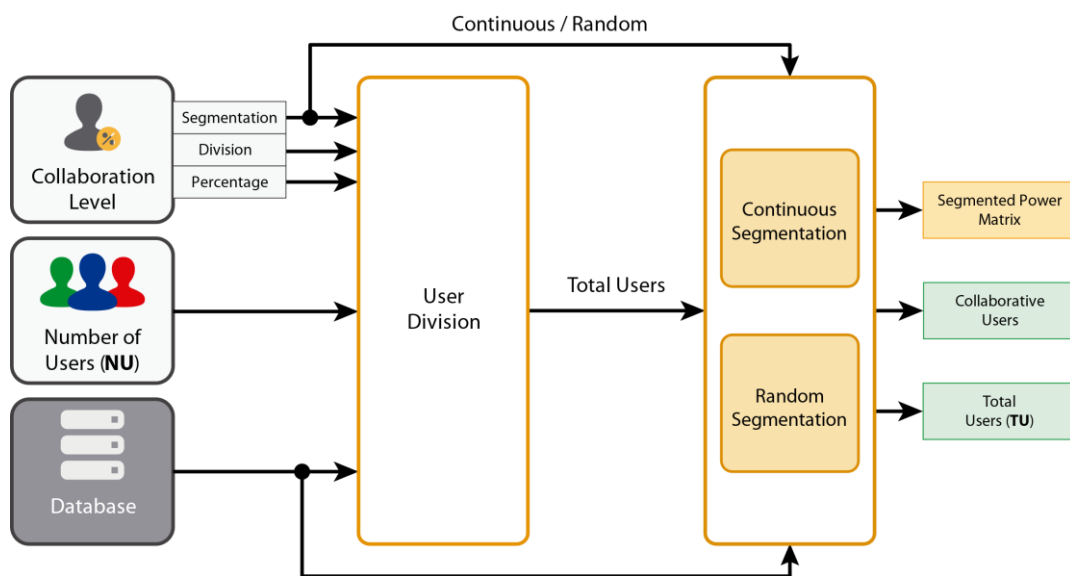 Continuous / Random
Segmentation
Division
Percentage
Collaboration
Level
Number of
Users (NU)
Database
User
Division
Total Users
Continuous
Segmentation
Random
Segmentation
Segmented Power
Matrix
Collaborative
Users
Total
Users (TU)